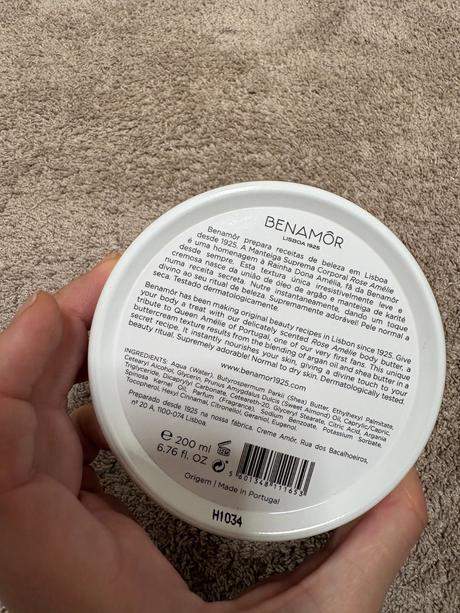 BENAMÔR
LISBOA 1925
Benamôr, prepara receitas de beleza em Lisboa
desde 1925. A Manteiga Suprema Corporal Rose Amélie
é uma homenagem à Rainha Dona Amélia, fã da Benamôr
desde sempre. Esta textura única irresistivelmente leve e
cremosa nasce da união de óleo de argão e manteiga de karité
numa receita secreta. Nutre instantaneamente, dando um toque
divino ao seu ritual de beleza. Supremamente adorável! Pele normal a
seca. Testado dermatologicamente.
Benamôr has been making original beauty recipes in Lisbon since 1925. Give
your body a treat with our delicately scented Rose Amélie body butter, a
tribute to Queen Amélie of Portugal, one of our very first fans. This unique
buttercream texture results from the blending of argan oil and shea butter in a
secret recipe. It instantly nourishes your skin, giving a divine touch to your
beauty ritual. Supremely adorable! Normal to dry skin. Dermatologically tested.
www.benamor1925.com
INGREDIENTS: Aqua (Water), Butyrospermum Parkii (Shea) Butter, Ethylhexyl Palmitate,
Cetearyl Alcohol, Glycerin, Prunus Amygdalus Dulcis (Sweet Almond) Oil, Caprylic/Capric
Triglyceride, Dicaprylyl Carbonate, Ceteareth-20, Glyceryl Stearate, Citric Acid, Argania
Spinosa Kernel Oil, Parfum (Fragrance), Sodium Benzoate, Potassium Sorbate,
Tocopherol, Hexyl Cinnamal, Citronellol, Geraniol, Eugenol.
Preparado desde 1925 na nossa fábrica. Creme Amôr, Rua dos Bacalhoeiros,
nº 20 A, 1100-074 Lisboa.
℮ 200 ml
6.76 fl. OZ
12M
5 601348 111653
Origem | Made in Portugal
H1034